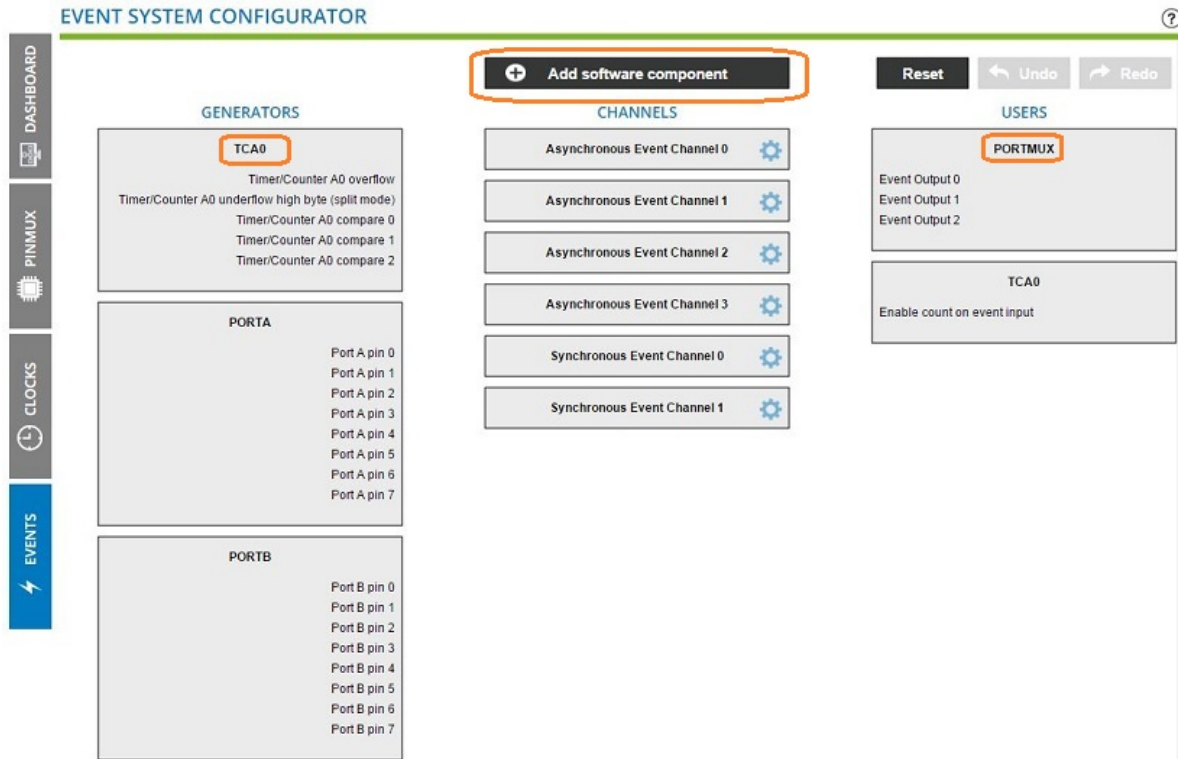 EVENT SYSTEM CONFIGURATOR
?
DASHBOARD
PINMUX
CLOCKS
EVENTS
Add software component
Reset
Undo
Redo
GENERATORS
TCA0
Timer/Counter A0 overflow
Timer/Counter A0 underflow high byte (split mode)
Timer/Counter A0 compare 0
Timer/Counter A0 compare 1
Timer/Counter A0 compare 2
PORTA
Port A pin 0
Port A pin 1
Port A pin 2
Port A pin 3
Port A pin 4
Port A pin 5
Port A pin 6
Port A pin 7
PORTB
Port B pin 0
Port B pin 1
Port B pin 2
Port B pin 3
Port B pin 4
Port B pin 5
Port B pin 6
Port B pin 7
CHANNELS
Asynchronous Event Channel 0
Asynchronous Event Channel 1
Asynchronous Event Channel 2
Asynchronous Event Channel 3
Synchronous Event Channel 0
Synchronous Event Channel 1
USERS
PORTMUX
Event Output 0
Event Output 1
Event Output 2
TCA0
Enable count on event input